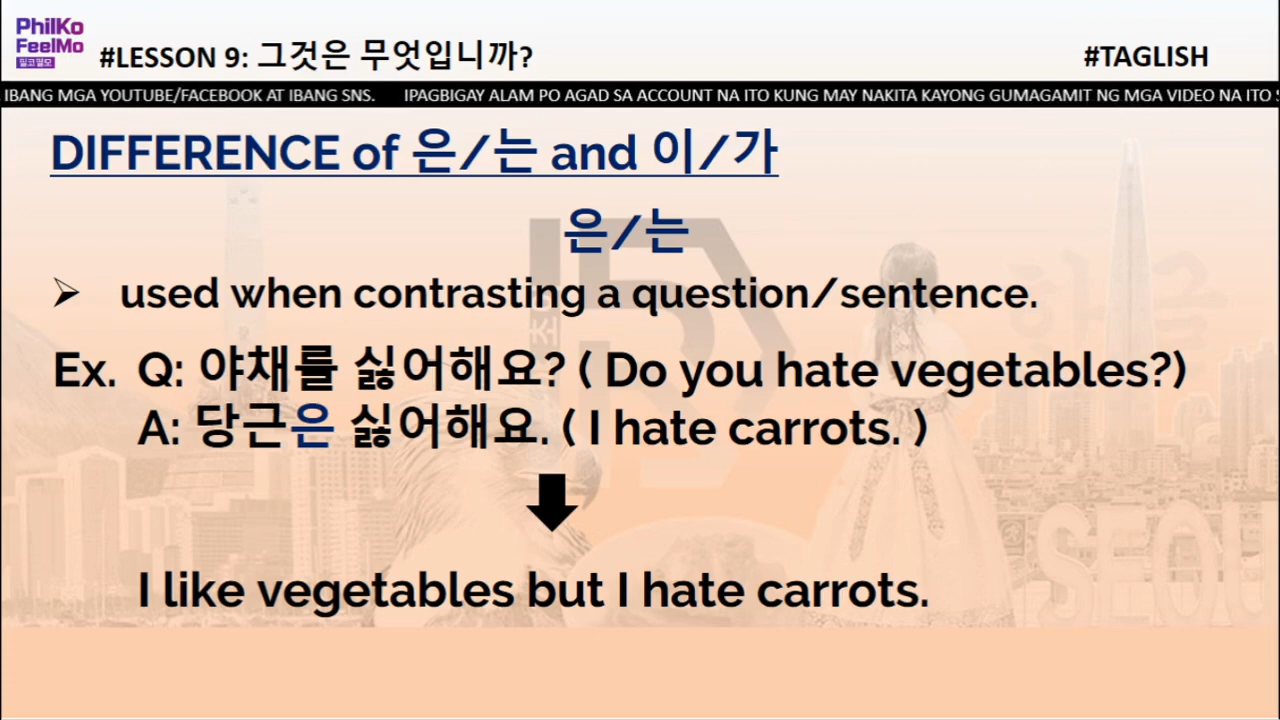 PhilKo
FeelMo
필코필모
#LESSON 9: 그것은 무엇입니까?
#TAGLISH
IBANG MGA YOUTUBE/FACEBOOK AT IBANG SNS. IPAGBIGAY ALAM PO AGAD SA ACCOUNT NA ITO KUNG MAY NAKITA KAYONG GUMAGAMIT NG MGA VIDEO NA ITO S
DIFFERENCE of 은/는 and 이/가
은/는
➢ used when contrasting a question/sentence.
Ex. Q: 야채를 싫어해요? ( Do you hate vegetables?)
A: 당근은 싫어해요. ( I hate carrots. )
I like vegetables but I hate carrots.
한글
SEOU